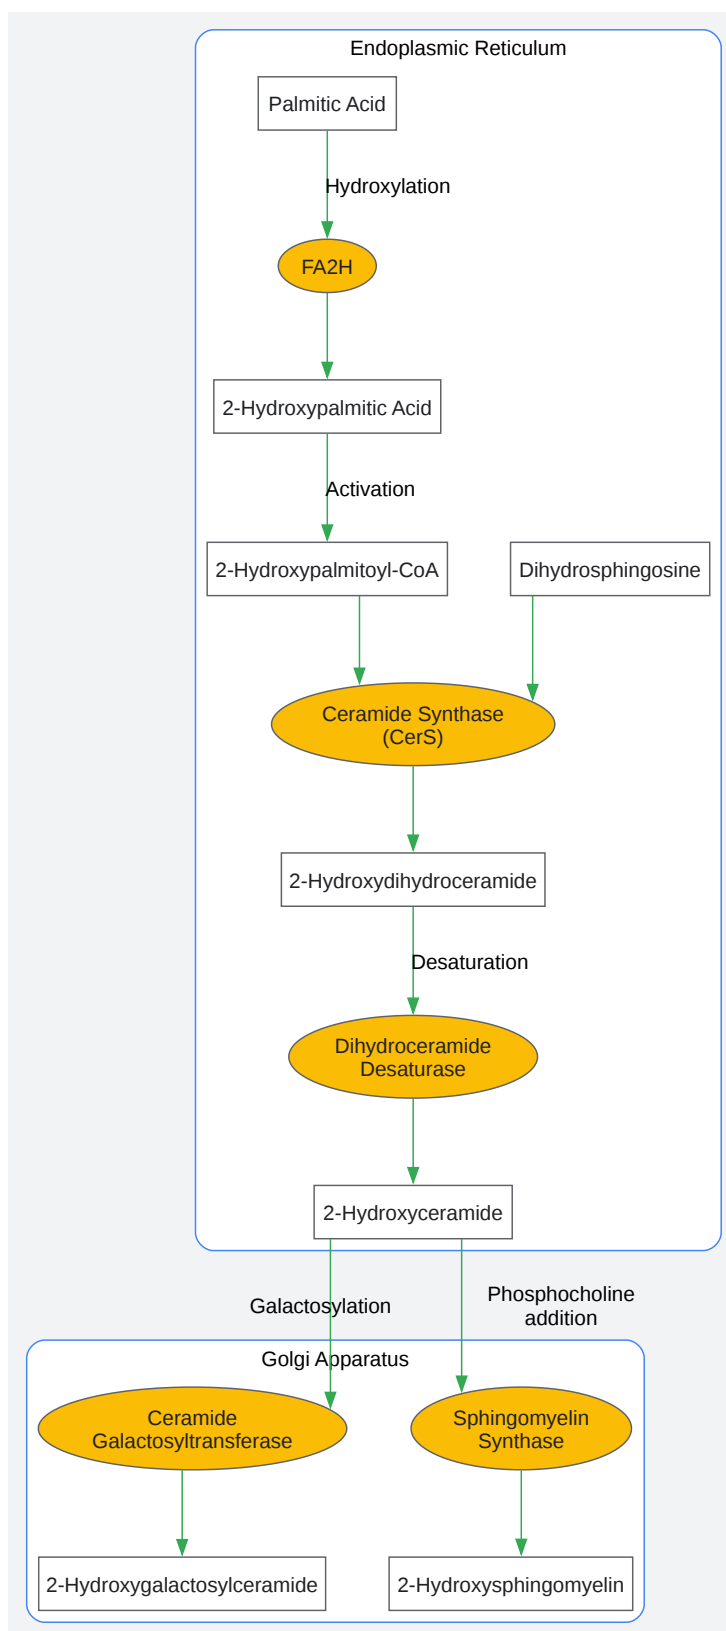 Endoplasmic Reticulum
Palmitic Acid
Hydroxylation
FA2H
2-Hydroxypalmitic Acid
Activation
2-Hydroxypalmitoyl-CoA
Dihydrosphingosine
Ceramide Synthase
(CerS)
2-Hydroxydihydroceramide
Desaturation
Dihydroceramide
Desaturase
2-Hydroxyceramide
Galactosylation
Phosphocholine
addition
Golgi Apparatus
Ceramide
Galactosyltransferase
Sphingomyelin
Synthase
2-Hydroxygalactosylceramide
2-Hydroxysphingomyelin